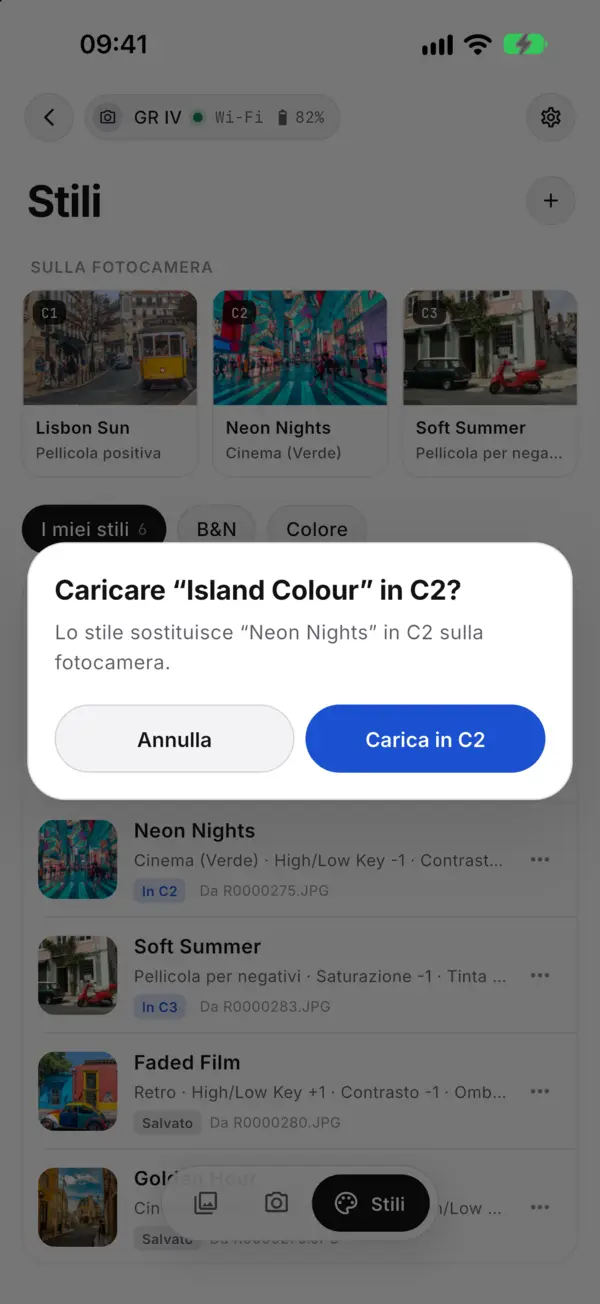 09:41
GR IV Wi-Fi 82%
Stili
SULLA FOTOCAMERA
C1
C2
C3
Lisbon Sun
Pellicola positiva
Neon Nights
Cinema (Verde)
Soft Summer
Pellicola per nega...
I miei stili 6
B&N
Colore
Caricare “Island Colour” in C2?
Lo stile sostituisce “Neon Nights” in C2 sulla
fotocamera.
Annulla
Carica in C2
Neon Nights
Cinema (Verde) · High/Low Key -1 · Contrast...
In C2 Da R0000275.JPG
Soft Summer
Pellicola per negativi · Saturazione -1 · Tinta ...
In C3 Da R0000283.JPG
Faded Film
Retro · High/Low Key +1 · Contrasto -1 · Omb...
Salvato Da R0000280.JPG
Golden Hour
Stili
Salvato